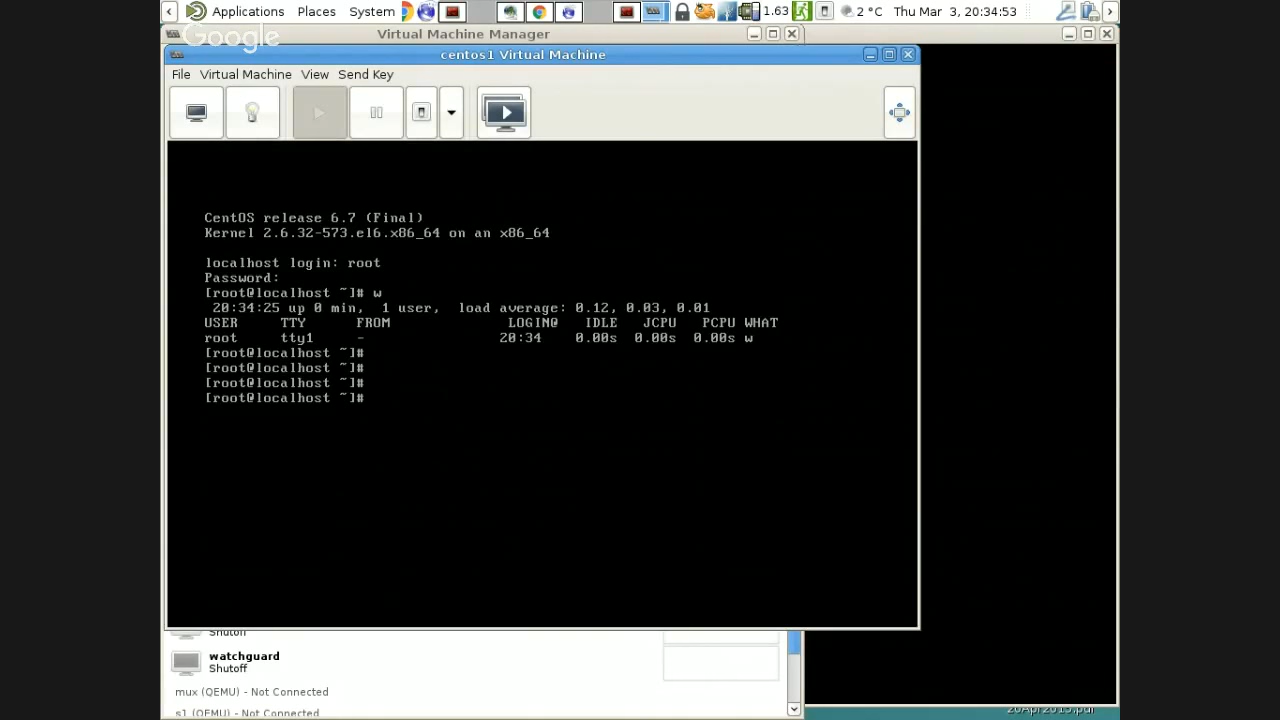 Applications Places System 1.63 2 °C Thu Mar 3, 20:34:53
Google
Virtual Machine Manager
centos1 Virtual Machine
File Virtual Machine View Send Key
CentOS release 6.7 (Final)
Kernel 2.6.32-573.el6.x86_64 on an x86_64
localhost login: root
Password:
[root@localhost ~]# w
20:34:25 up 0 min, 1 user, load average: 0.12, 0.03, 0.01
USER TTY FROM LOGIN@ IDLE JCPU PCPU WHAT
root tty1 - 20:34 0.00s 0.00s 0.00s w
[root@localhost ~]#
[root@localhost ~]#
[root@localhost ~]#
[root@localhost ~]#
Shutoff
watchguard
Shutoff
mux (QEMU) - Not Connected
s1 (QEMU) - Not Connected